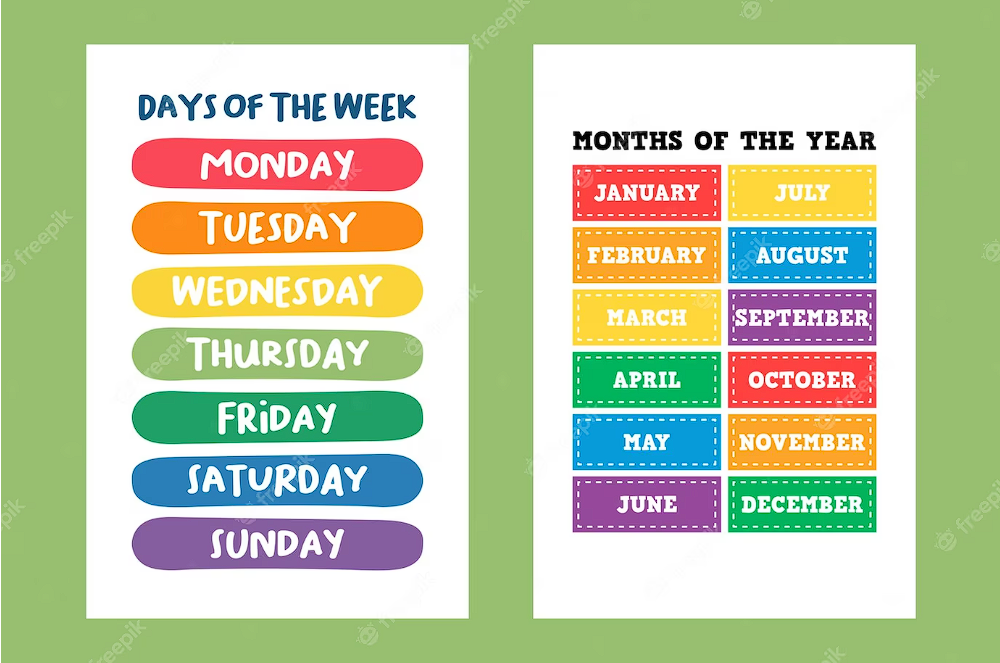 DAYS OF THE WEEK
MONDAY
TUESDAY
WEDNESDAY
THURSDAY
FRiDAY
SATURDAY
SUNDAY
MONTHS OF THE YEAR
JANUARY
FEBRUARY
MARCH
APRIL
MAY
JUNE
JULY
AUGUST
SEPTEMBER
OCTOBER
NOVEMBER
DECEMBER
freepik